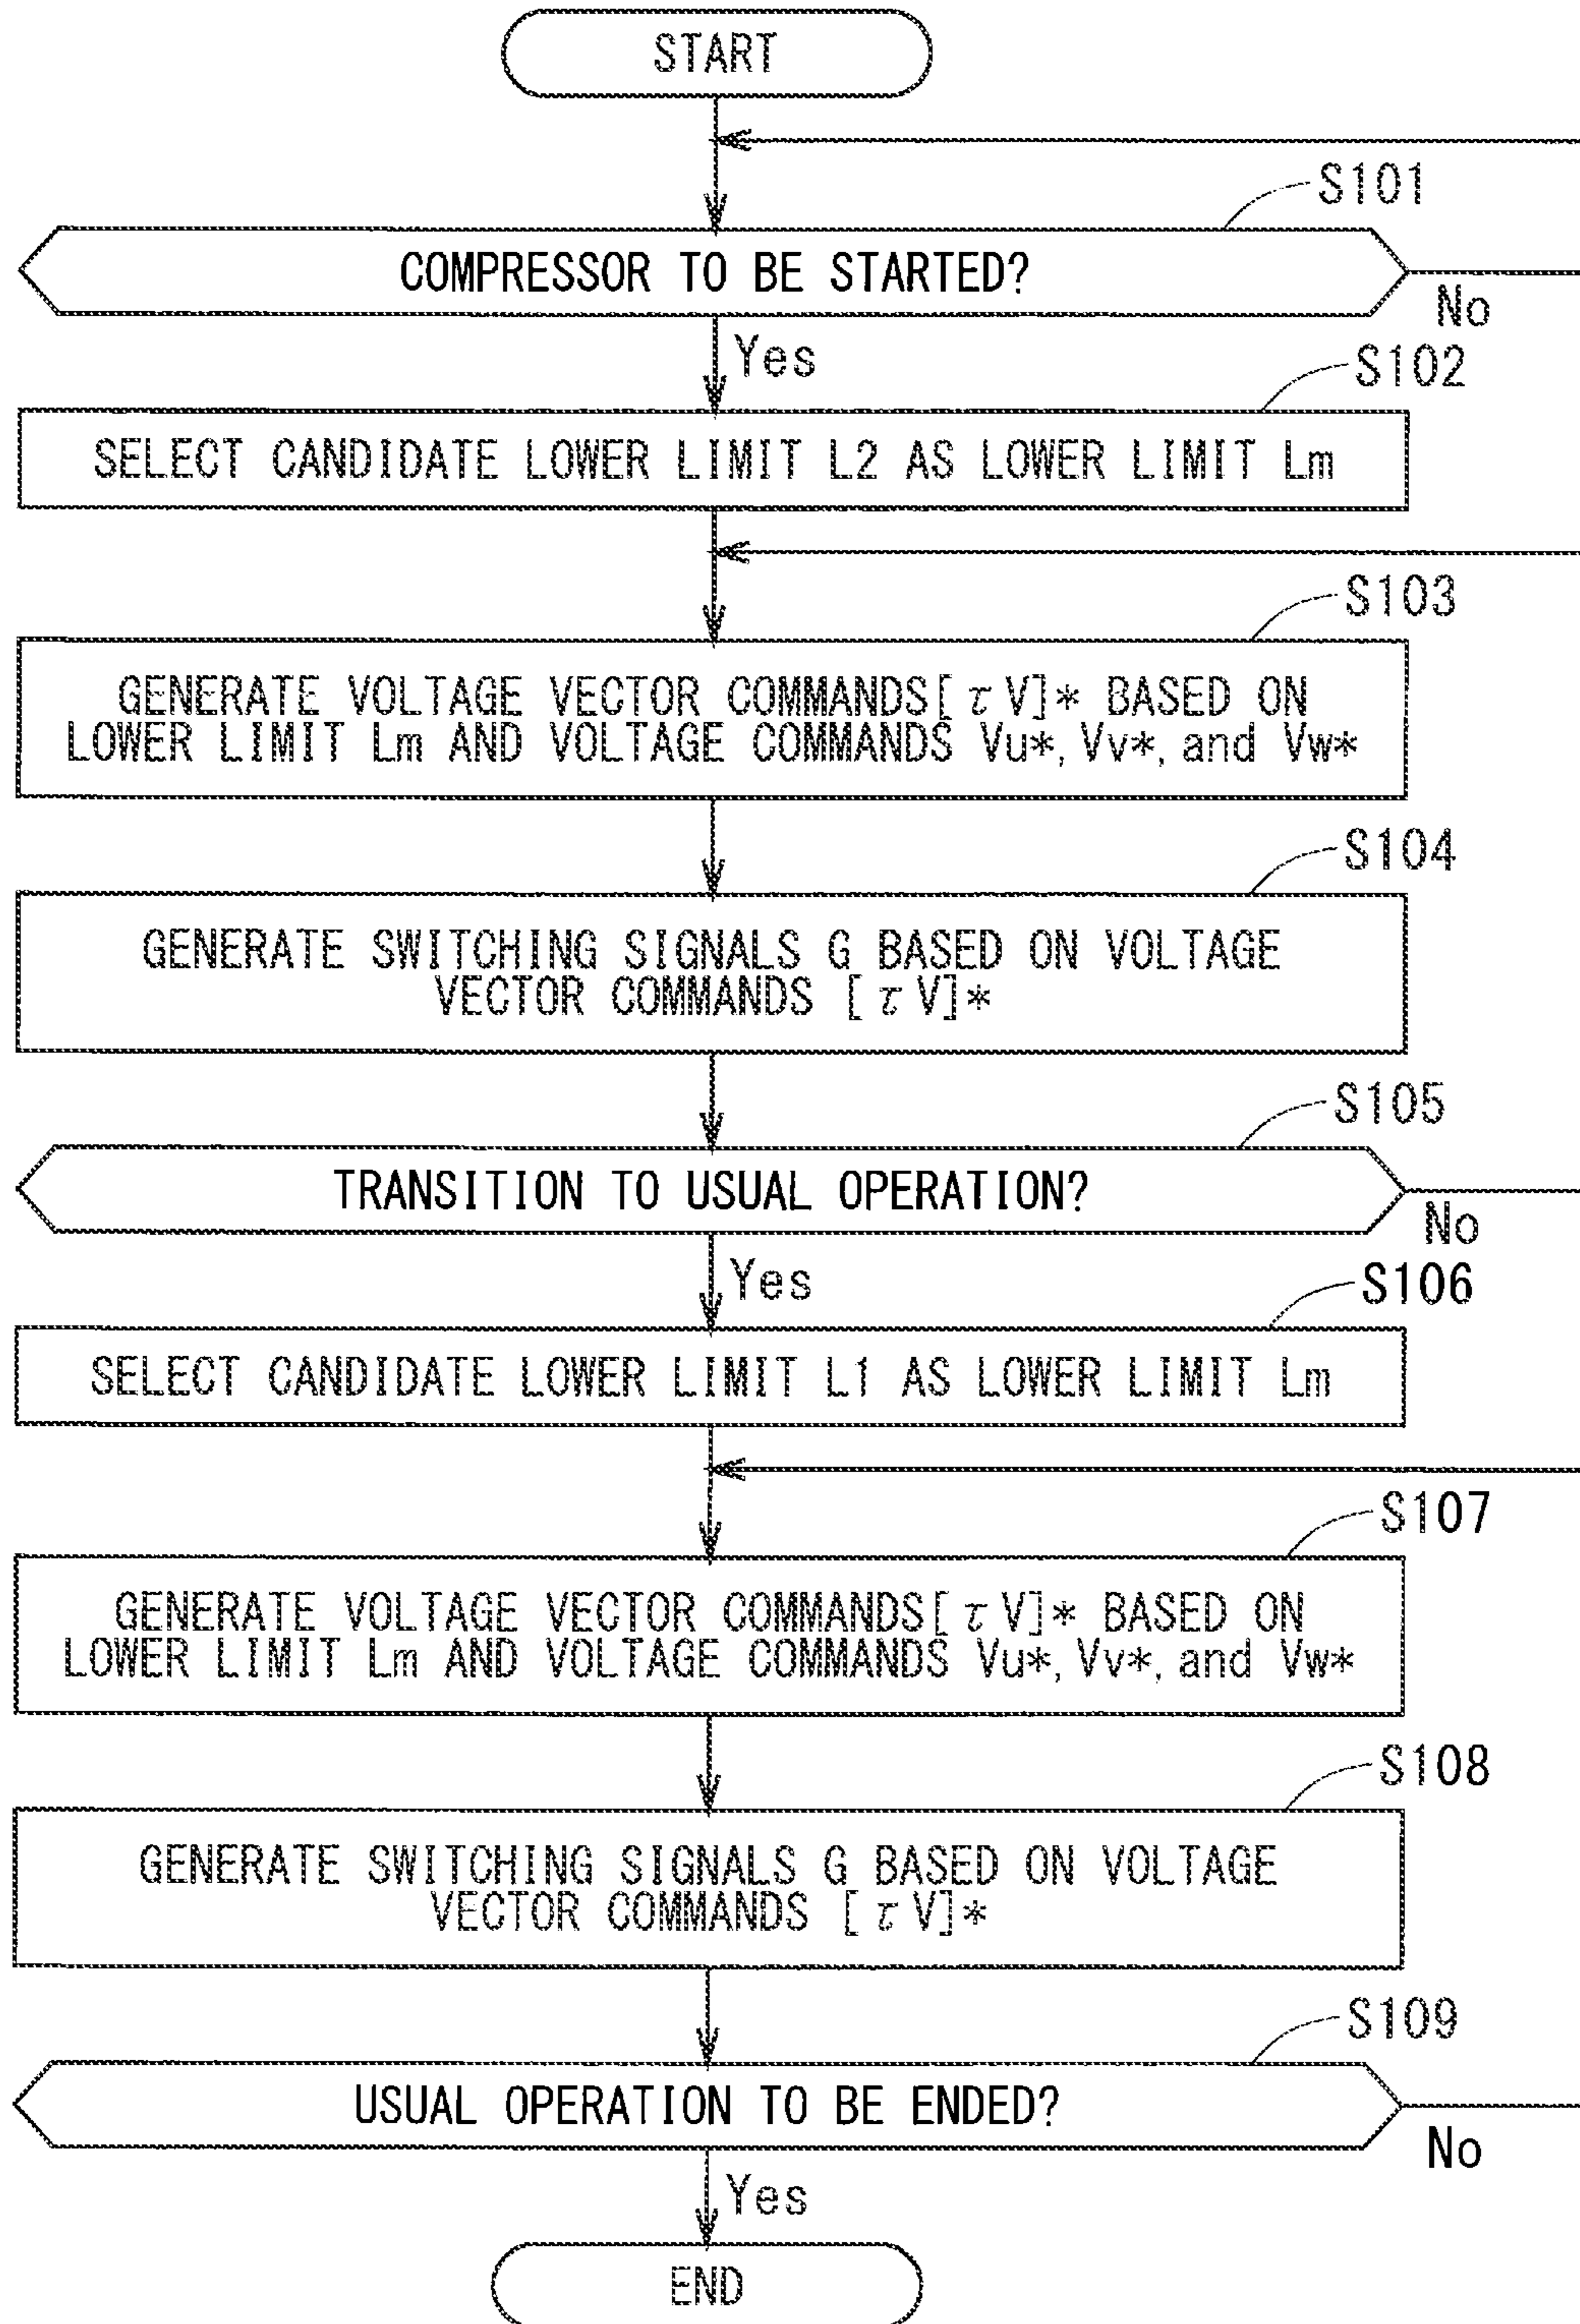 START
S101
COMPRESSOR TO BE STARTED?
No
Yes
S102
SELECT CANDIDATE LOWER LIMIT L2 AS LOWER LIMIT Lm
S103
GENERATE VOLTAGE VECTOR COMMANDS[τV]* BASED ON
LOWER LIMIT Lm AND VOLTAGE COMMANDS Vu*, Vv*, and Vw*
S104
GENERATE SWITCHING SIGNALS G BASED ON VOLTAGE
VECTOR COMMANDS [τV]*
S105
TRANSITION TO USUAL OPERATION?
No
Yes
S106
SELECT CANDIDATE LOWER LIMIT L1 AS LOWER LIMIT Lm
S107
GENERATE VOLTAGE VECTOR COMMANDS[τV]* BASED ON
LOWER LIMIT Lm AND VOLTAGE COMMANDS Vu*, Vv*, and Vw*
S108
GENERATE SWITCHING SIGNALS G BASED ON VOLTAGE
VECTOR COMMANDS [τV]*
S109
USUAL OPERATION TO BE ENDED?
No
Yes
END